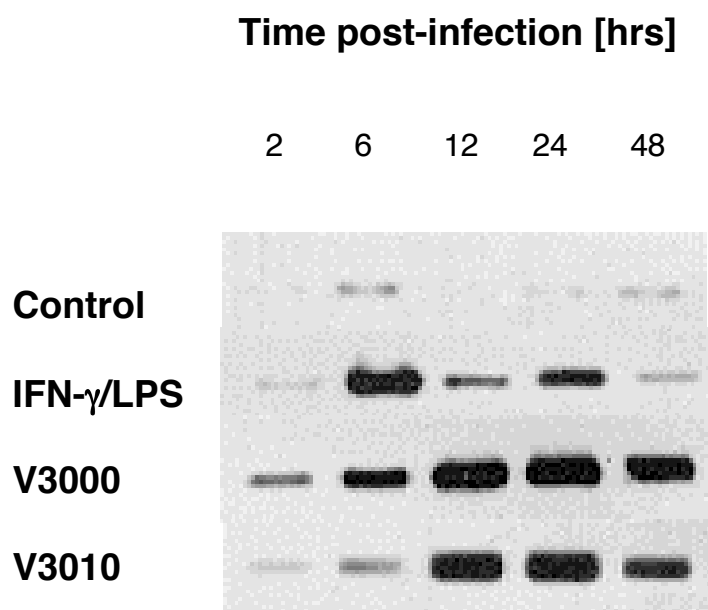 Time post-infection [hrs]
2 6 12 24 48
Control
IFN-γ/LPS
V3000
V3010